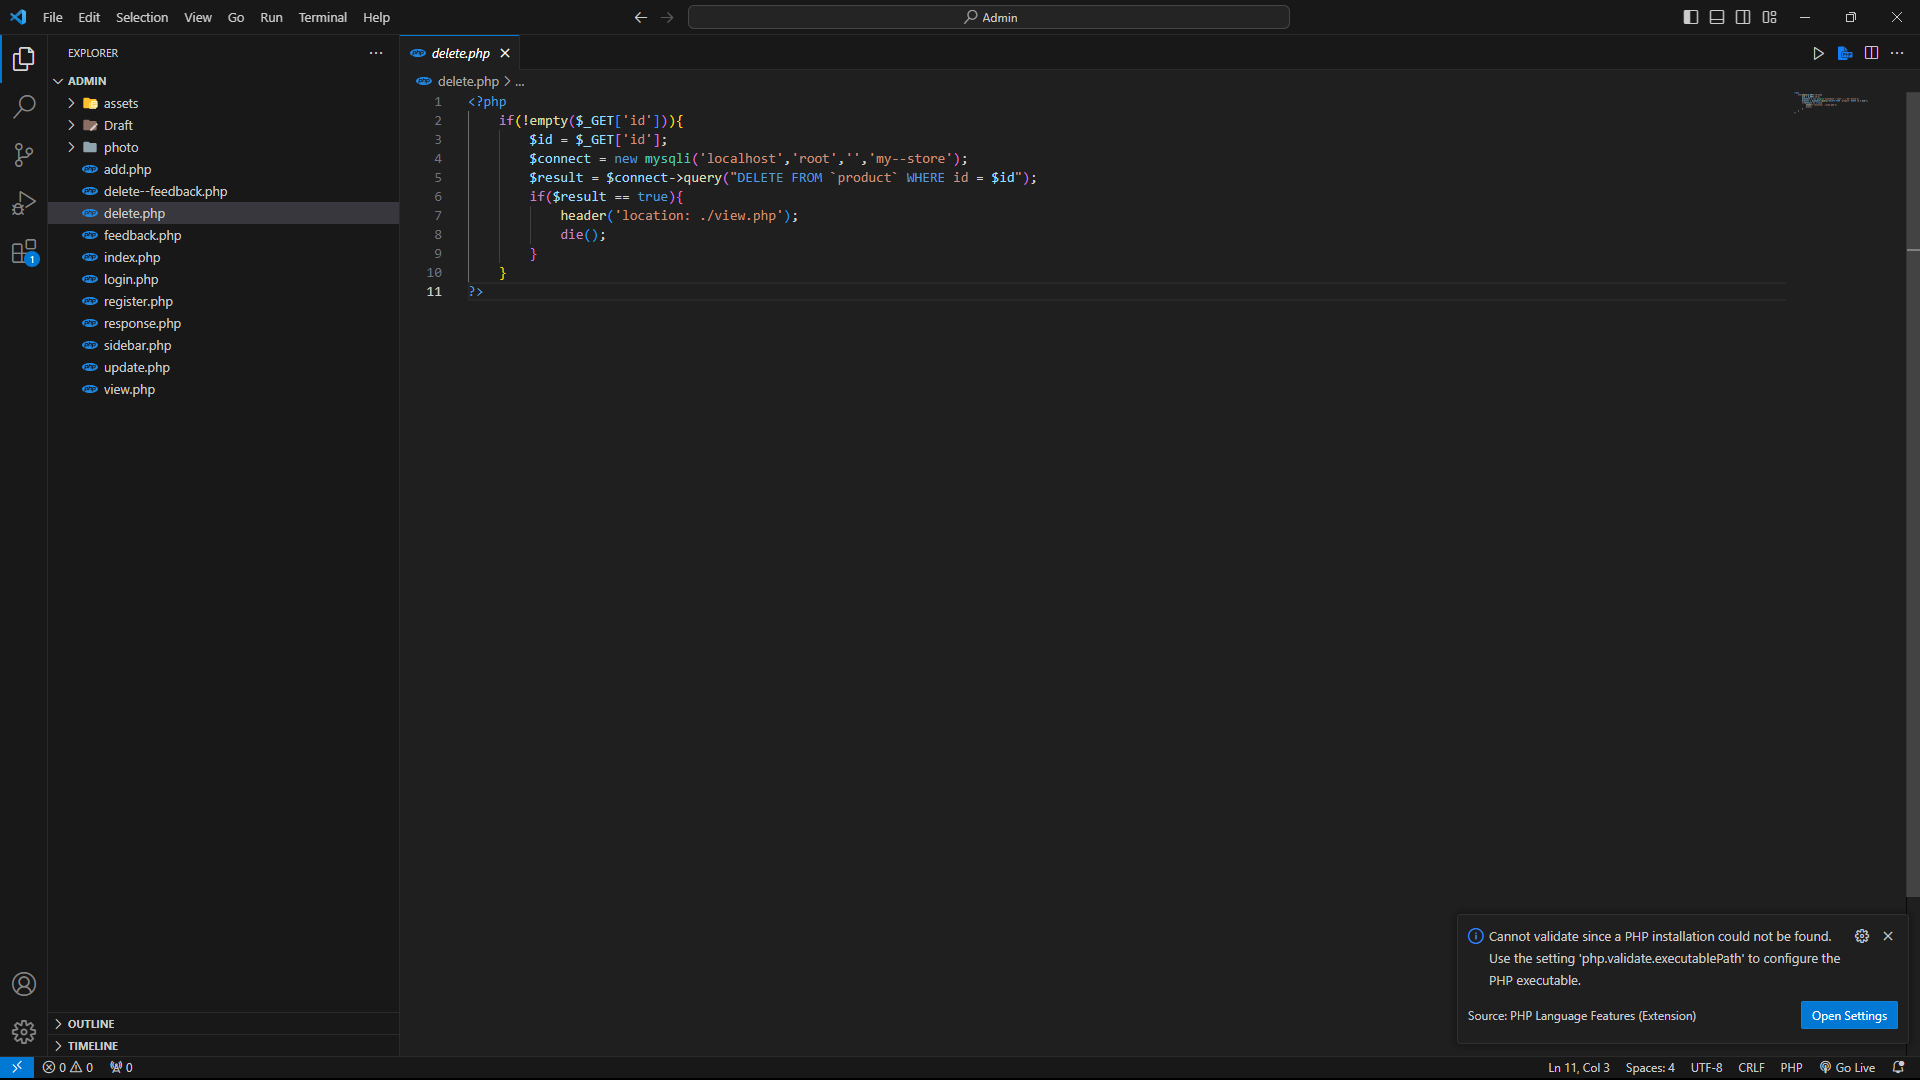 File Edit Selection View Go Run Terminal Help
Admin
EXPLORER
ADMIN
assets
Draft
photo
add.php
delete--feedback.php
delete.php
feedback.php
index.php
login.php
register.php
response.php
sidebar.php
update.php
view.php
OUTLINE
TIMELINE
1
delete.php
delete.php > ...
1 <?php
2     if(!empty($_GET['id'])){
3         $id = $_GET['id'];
4         $connect = new mysqli('localhost','root','','my--store');
5         $result = $connect->query("DELETE FROM `product` WHERE id = $id");
6         if($result == true){
7             header('location: ./view.php');
8             die();
9         }
10     }
11 ?>
Cannot validate since a PHP installation could not be found.
Use the setting 'php.validate.executablePath' to configure the
PHP executable.
Source: PHP Language Features (Extension)
Open Settings
0 0 0
Ln 11, Col 3 Spaces: 4 UTF-8 CRLF PHP Go Live